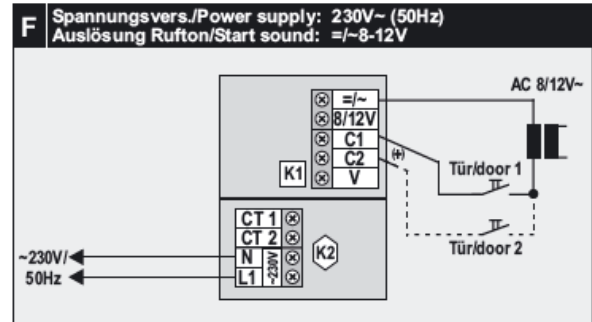 F
Spannungsvers./Power supply: 230V~ (50Hz)
Auslösung Rufton/Start sound: =/~8-12V
AC 8/12V~
=/~
8/12V
C1
C2
V
K1
(+)
Tür/door 1
Tür/door 2
CT 1
CT 2
N
L1
~230V
K2
~230V/
50Hz